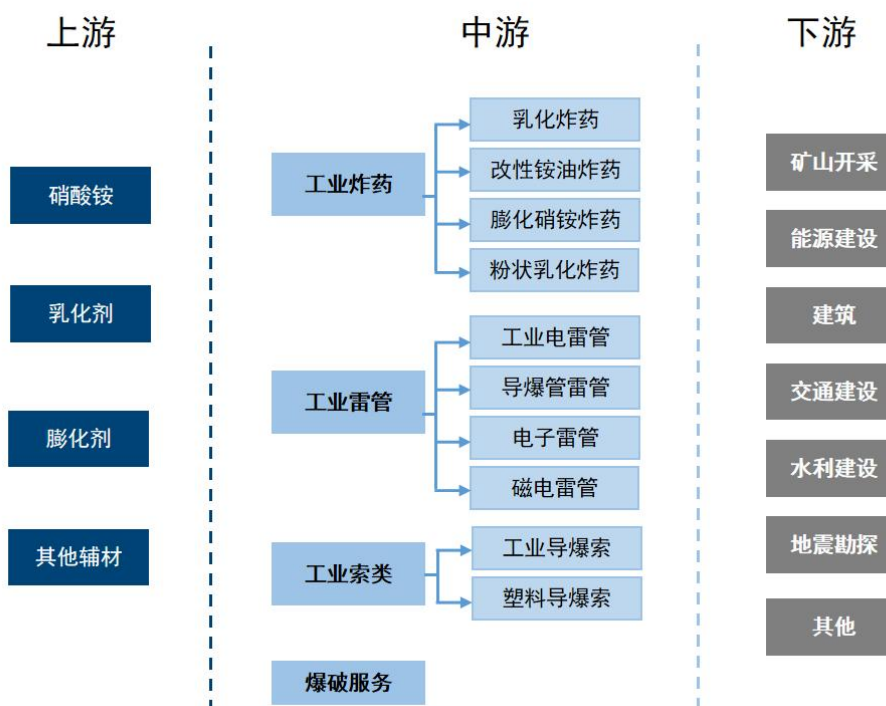 上游
中游
下游
硝酸铵
乳化剂
膨化剂
其他辅材
工业炸药
乳化炸药
改性铵油炸药
膨化硝铵炸药
粉状乳化炸药
工业雷管
工业电雷管
导爆管雷管
电子雷管
磁电雷管
工业索类
工业导爆索
塑料导爆索
爆破服务
矿山开采
能源建设
建筑
交通建设
水利建设
地震勘探
其他